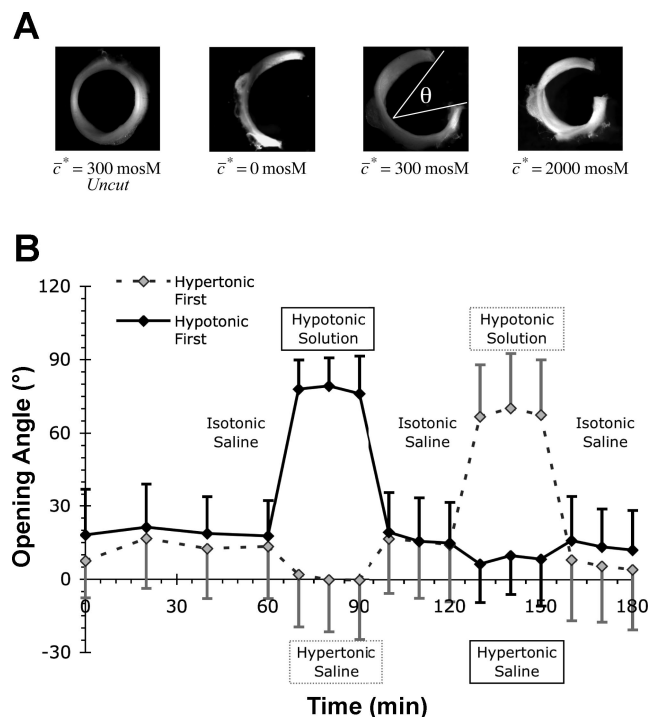 A
θ
c̄* = 300 mosM
Uncut
c̄* = 0 mosM
c̄* = 300 mosM
c̄* = 2000 mosM
B
Hypertonic
First
Hypotonic
First
Hypotonic
Solution
Hypotonic
Solution
Isotonic
Saline
Isotonic
Saline
Isotonic
Saline
Opening Angle (°)
120
90
60
30
0
-30
0
30
60
90
120
150
180
Hypertonic
Saline
Hypertonic
Saline
Time (min)